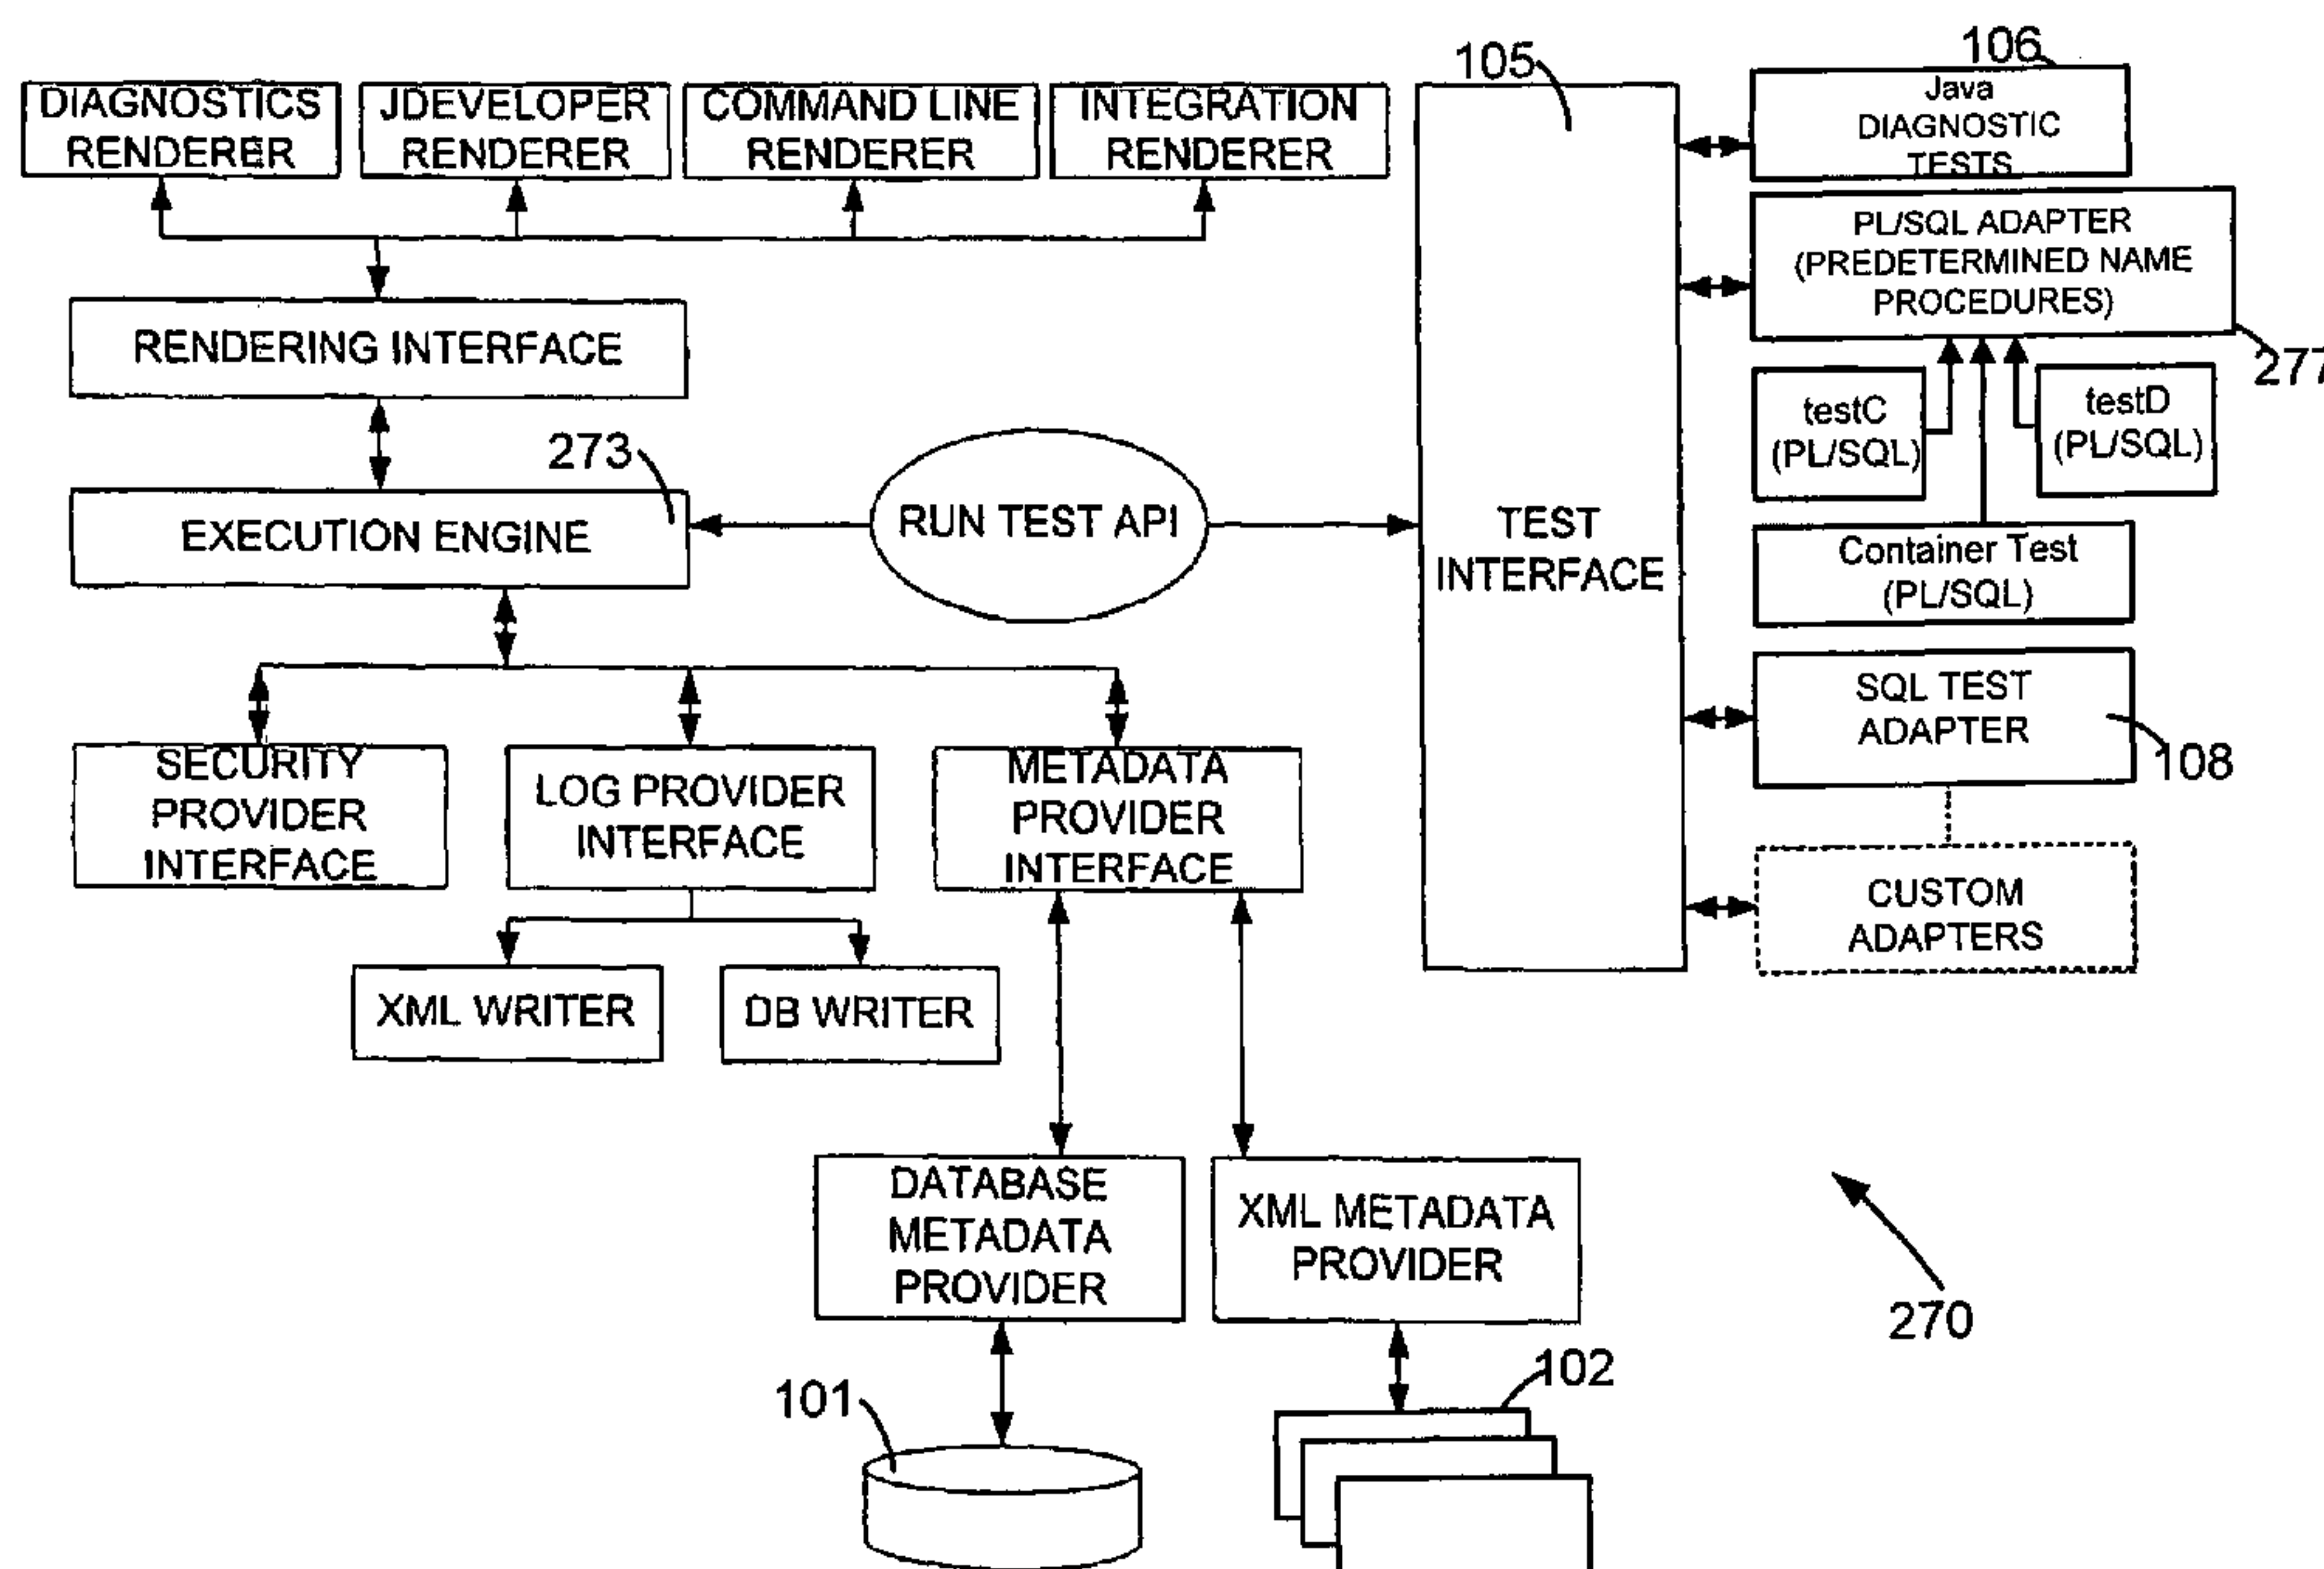 106
105
DIAGNOSTICS
RENDERER
JDEVELOPER
RENDERER
COMMAND LINE
RENDERER
INTEGRATION
RENDERER
Java
DIAGNOSTIC
TESTS
PL/SQL ADAPTER
(PREDETERMINED NAME
PROCEDURES)
277
RENDERING INTERFACE
testC
(PL/SQL)
testD
(PL/SQL)
273
EXECUTION ENGINE
RUN TEST API
TEST
INTERFACE
Container Test
(PL/SQL)
SQL TEST
ADAPTER
108
SECURITY
PROVIDER
INTERFACE
LOG PROVIDER
INTERFACE
METADATA
PROVIDER
INTERFACE
CUSTOM
ADAPTERS
XML WRITER
DB WRITER
DATABASE
METADATA
PROVIDER
XML METADATA
PROVIDER
270
101
102